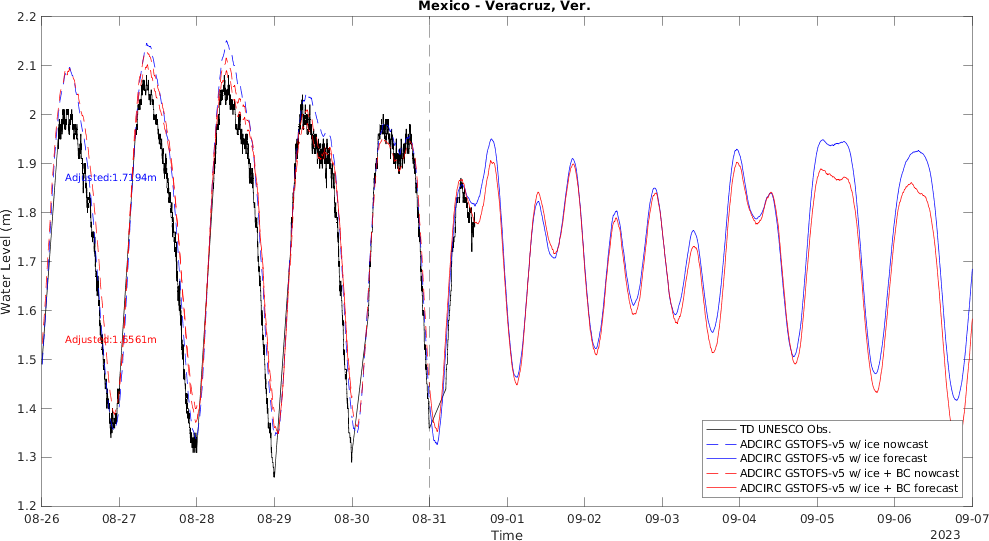 Mexico - Veracruz, Ver.
Water Level (m)
2.2
2.1
2
1.9
1.8
1.7
1.6
1.5
1.4
1.3
1.2
Adjusted:1.7194m
Adjusted:1.6561m
TD UNESCO Obs.
ADCIRC GSTOFS-v5 w/ ice nowcast
ADCIRC GSTOFS-v5 w/ ice forecast
ADCIRC GSTOFS-v5 w/ ice + BC nowcast
ADCIRC GSTOFS-v5 w/ ice + BC forecast
08-26 08-27 08-28 08-29 08-30 08-31 09-01 09-02 09-03 09-04 09-05 09-06 09-07
Time
2023